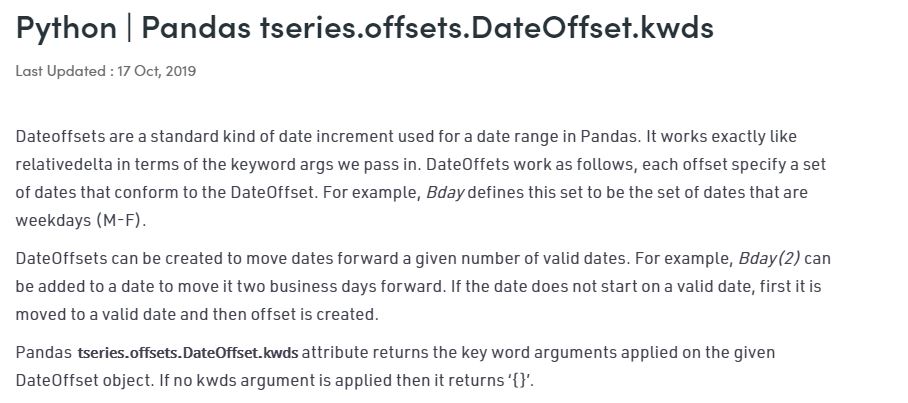 Python | Pandas tseries.offsets.DateOffset.kwds
Last Updated : 17 Oct, 2019
Dateoffsets are a standard kind of date increment used for a date range in Pandas. It works exactly like
relativedelta in terms of the keyword args we pass in. DateOffets work as follows, each offset specify a set
of dates that conform to the DateOffset. For example, Bday defines this set to be the set of dates that are
weekdays (M-F).
DateOffsets can be created to move dates forward a given number of valid dates. For example, Bday(2) can
be added to a date to move it two business days forward. If the date does not start on a valid date, first it is
moved to a valid date and then offset is created.
Pandas tseries.offsets.DateOffset.kwds attribute returns the key word arguments applied on the given
DateOffset object. If no kwds argument is applied then it returns ‘{}’.